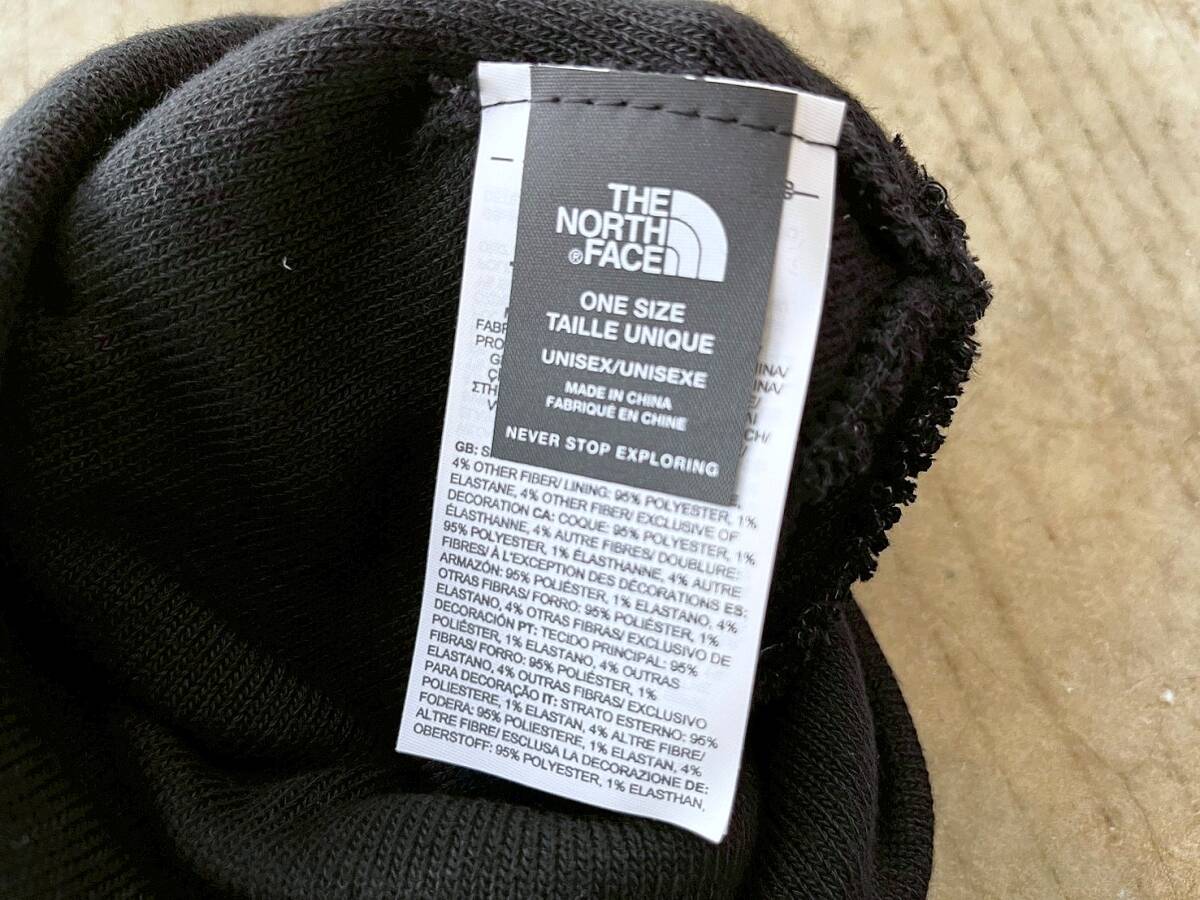 THE
NORTH
®FACE
ONE SIZE
TAILLE UNIQUE
UNISEX/UNISEXE
MADE IN CHINA
FABRIQUÉ EN CHINE
NEVER STOP EXPLORING
GB:
4% OTHER FIBER/ LINING: 95% POLYESTER, 1%
ELASTANE, 4% OTHER FIBER/ EXCLUSIVE OF
DECORATION CA: COQUE: 95% POLYESTER, 1%
ÉLASTHANNE, 4% AUTRE FIBRES/ DOUBLURE:
95% POLYESTER, 1% ÉLASTHANNE, 4% AUTRE
FIBRES/ À L'EXCEPTION DES DÉCORATIONS ES:
ARMAZÓN: 95% POLIÉSTER, 1% ELASTANO, 4%
OTRAS FIBRAS/ FORRO: 95% POLIÉSTER, 1%
ELASTANO, 4% OTRAS FIBRAS/ EXCLUSIVO DE
DECORACIÓN PT: TECIDO PRINCIPAL: 95%
POLIÉSTER, 1% ELASTANO, 4% OUTRAS
FIBRAS/ FORRO: 95% POLIÉSTER, 1%
ELASTANO, 4% OUTRAS FIBRAS/ EXCLUSIVO
PARA DECORAÇÃO IT: STRATO ESTERNO: 95%
POLIESTERE, 1% ELASTAN, 4% ALTRE FIBRE/
FODERA: 95% POLIESTERE, 1% ELASTAN, 4%
ALTRE FIBRE/ ESCLUSA LA DECORAZIONE DE:
OBERSTOFF: 95% POLYESTER, 1% ELASTHAN,